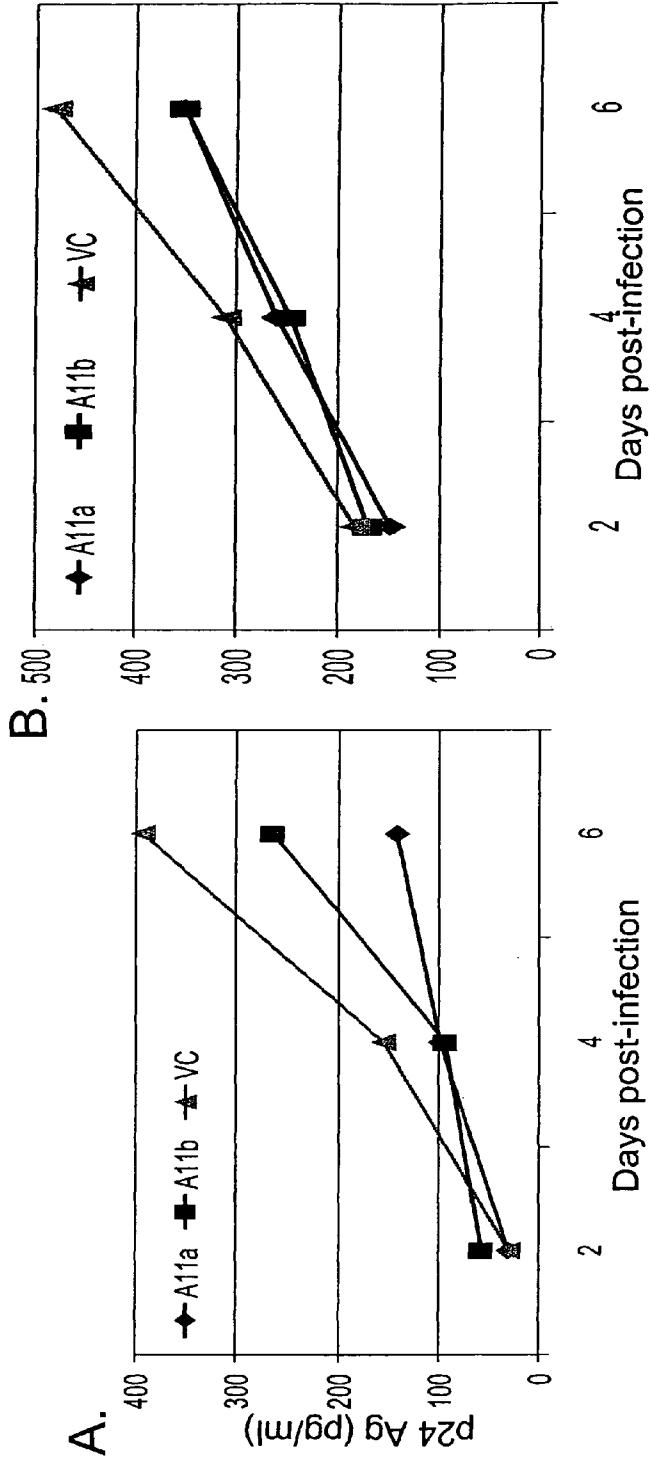 A.
A11a A11b VC
p24 Ag (pg/ml)
400
300
200
100
0
2 4 6
Days post-infection
B.
A11a A11b VC
500
400
300
200
100
0
2 4 6
Days post-infection